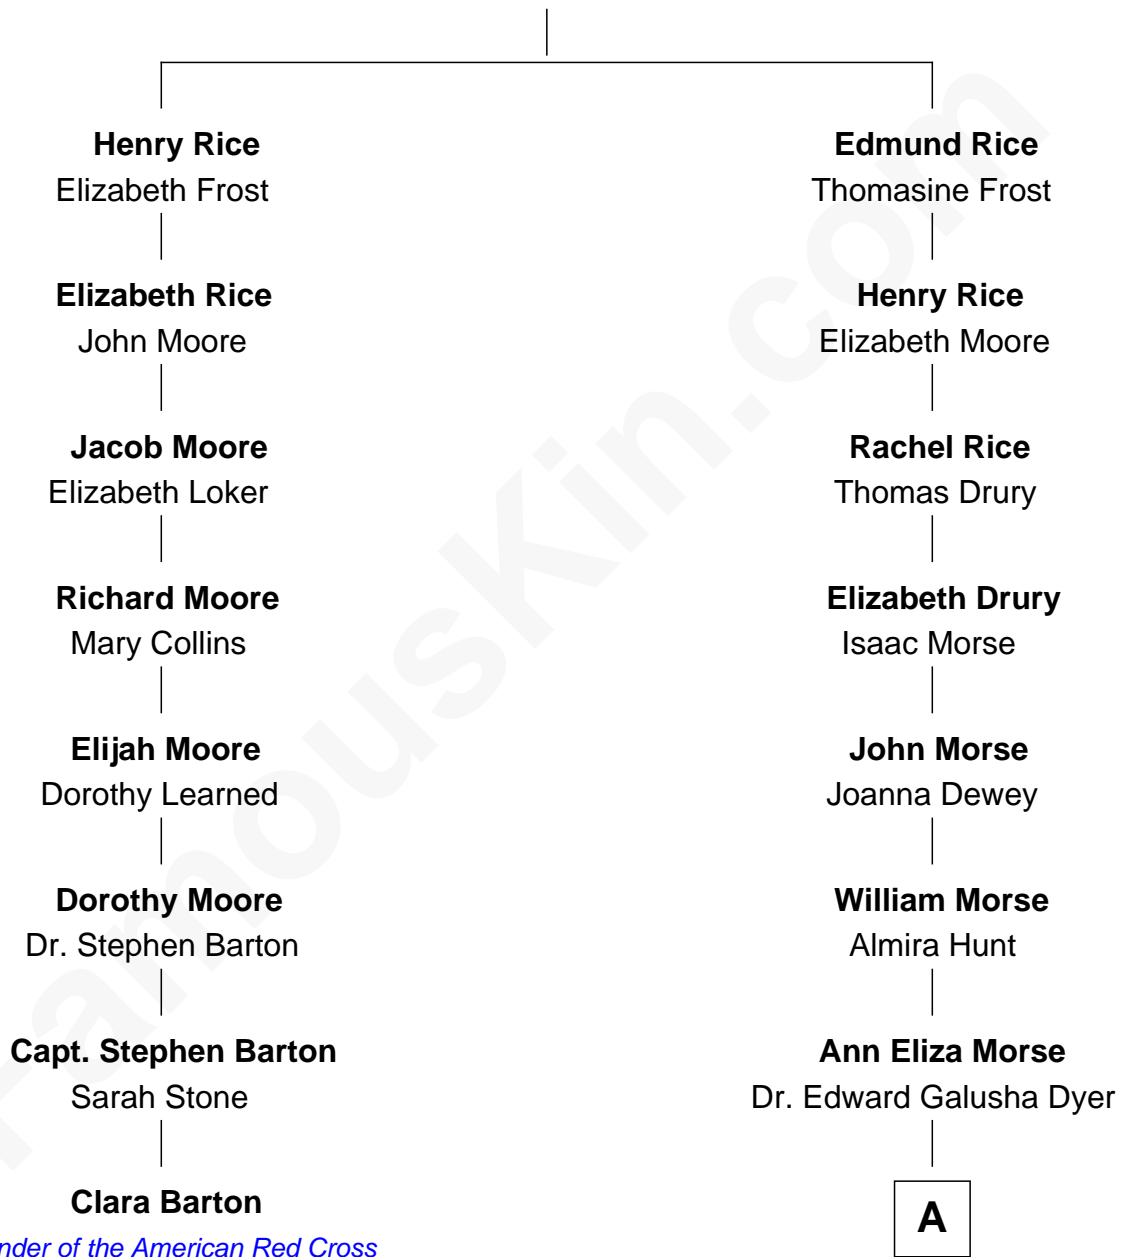 Henry Rice
Elizabeth Frost
Elizabeth Rice
John Moore
Jacob Moore
Elizabeth Loker
Richard Moore
Mary Collins
Elijah Moore
Dorothy Learned
Dorothy Moore
Dr. Stephen Barton
Capt. Stephen Barton
Sarah Stone
Clara Barton
of the American Red Cross
Edmund Rice
Thomasine Frost
Henry Rice
Elizabeth Moore
Rachel Rice
Thomas Drury
Elizabeth Drury
Isaac Morse
John Morse
Joanna Dewey
William Morse
Almira Hunt
Ann Eliza Morse
Dr. Edward Galusha Dyer
A
FamousKin.com